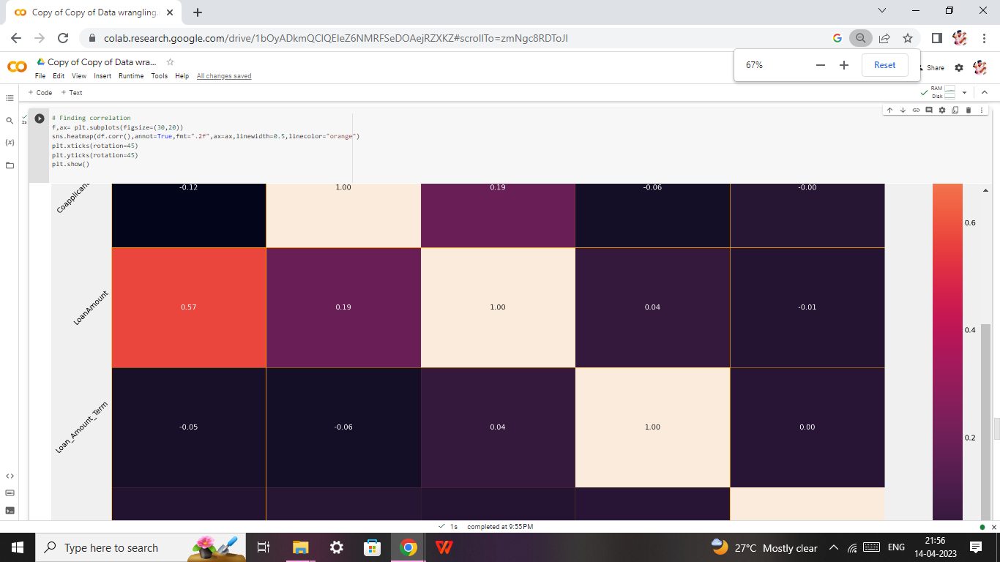 Copy of Copy of Data wrangling.
colab.research.google.com/drive/1bOyADkmQClQEIeZ6NMRFSeDOAejRZXKZ#scrollTo=zmNgc8RDToJI
67%
Reset
Copy of Copy of Data wra...
File Edit View Insert Runtime Tools Help All changes saved
Share
+ Code + Text
RAM
Disk
2s
# Finding correlation
f,ax= plt.subplots(figsize=(30,20))
sns.heatmap(df.corr(),annot=True,fmt=".2f",ax=ax,linewidth=0.5,linecolor="orange")
plt.xticks(rotation=45)
plt.yticks(rotation=45)
plt.show()
{x}
-0.12 1.00 0.19 -0.06 -0.00
0.6
LoanAmount
0.57 0.19 1.00 0.04 -0.01
0.4
Loan_Amount_Term
-0.05 -0.06 0.04 1.00 0.00
0.2
1s completed at 9:55 PM
Type here to search
27°C Mostly clear
ENG
21:56
14-04-2023